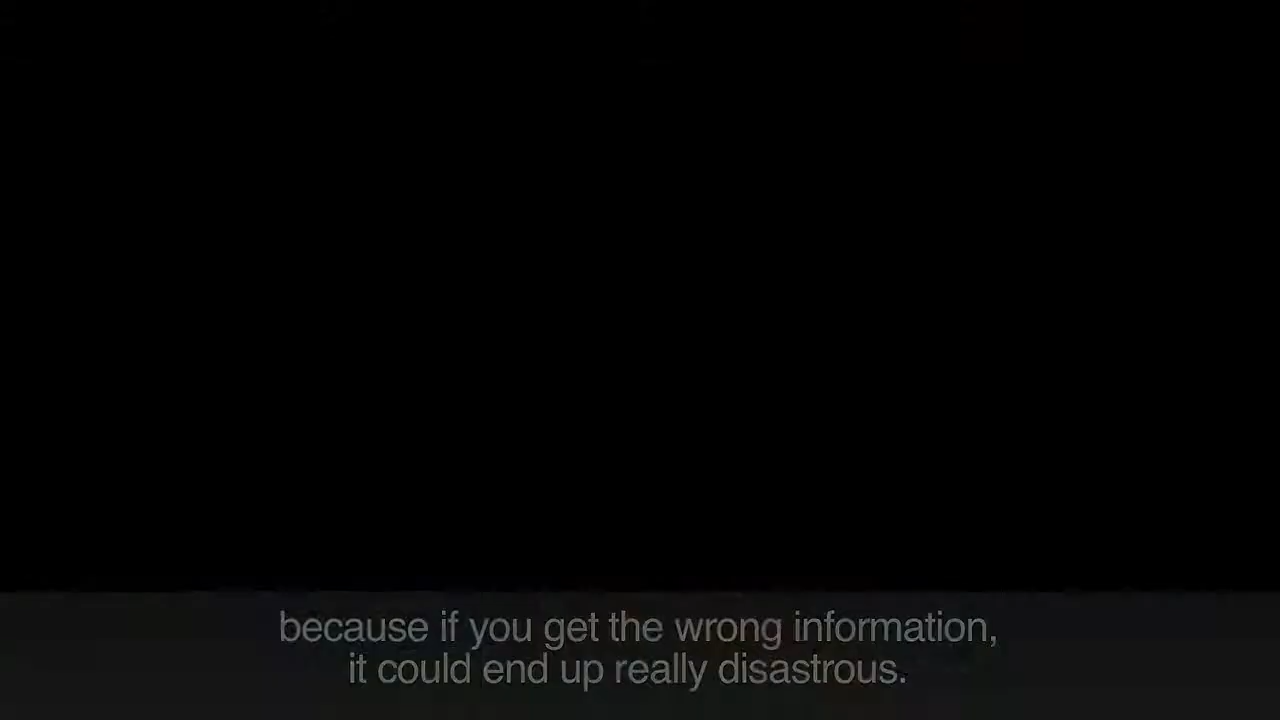 because if you get the wrong information,
it could end up really disastrous.